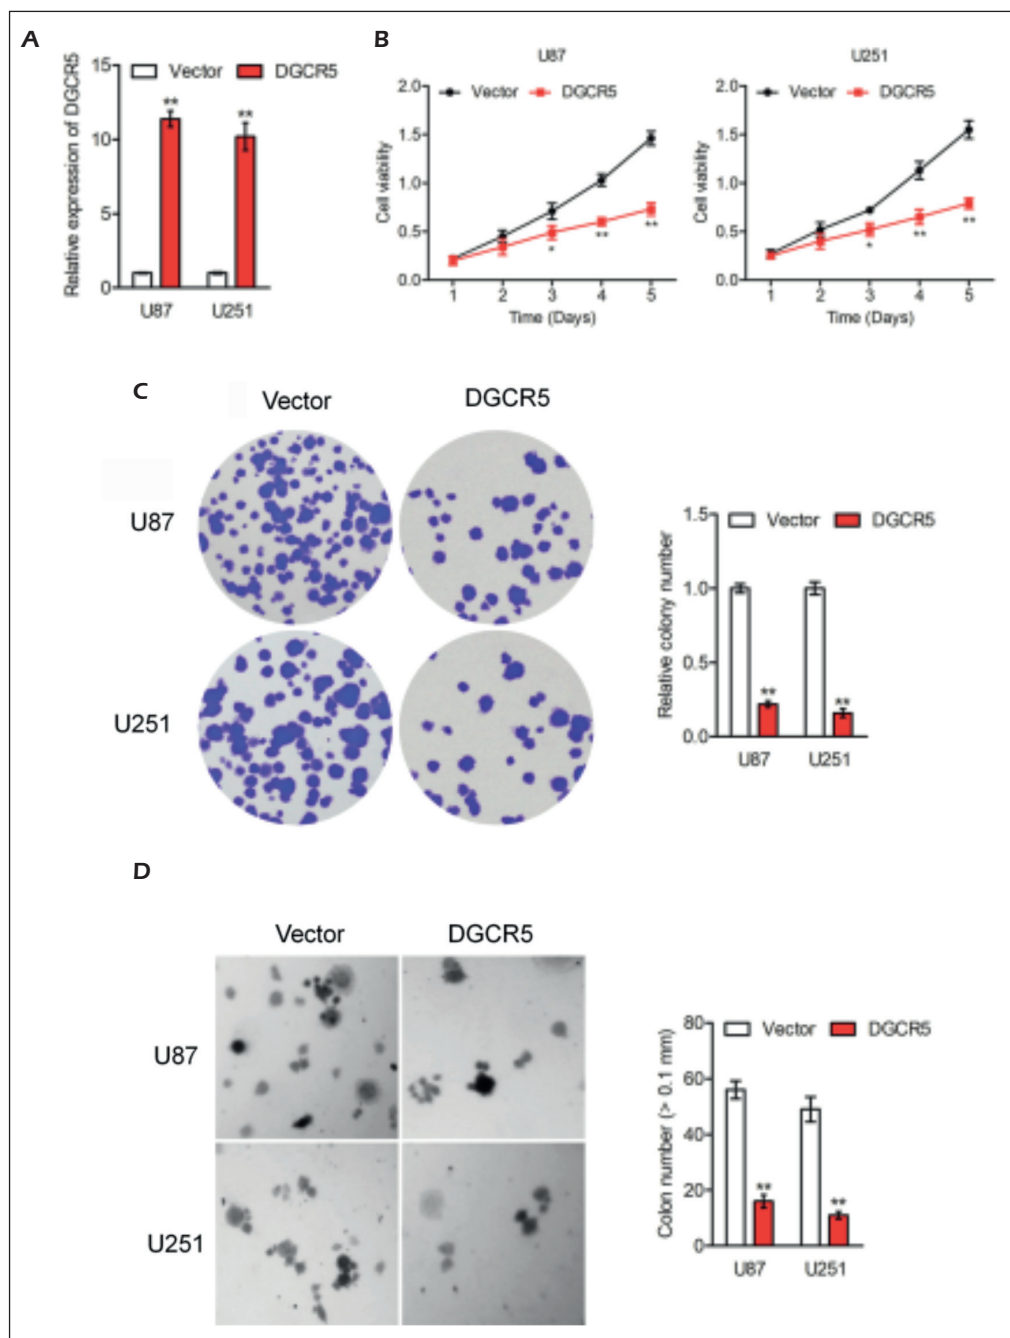 A
Vector DGCR5
Relative expression of DGCR5
15
10
5
0
**
**
U87 U251
B
U87
Vector DGCR5
Cell viability
2.0
1.5
1.0
0.5
0.0
*
**
**
1 2 3 4 5
Time (Days)
U251
Vector DGCR5
Cell viability
2.0
1.5
1.0
0.5
0.0
*
**
**
1 2 3 4 5
Time (Days)
C
Vector DGCR5
U87
U251
Vector DGCR5
Relative colony number
1.5
1.0
0.5
0.0
**
**
U87 U251
D
Vector DGCR5
U87
U251
Vector DGCR5
Colon number (> 0.1 mm)
80
60
40
20
0
**
**
U87 U251